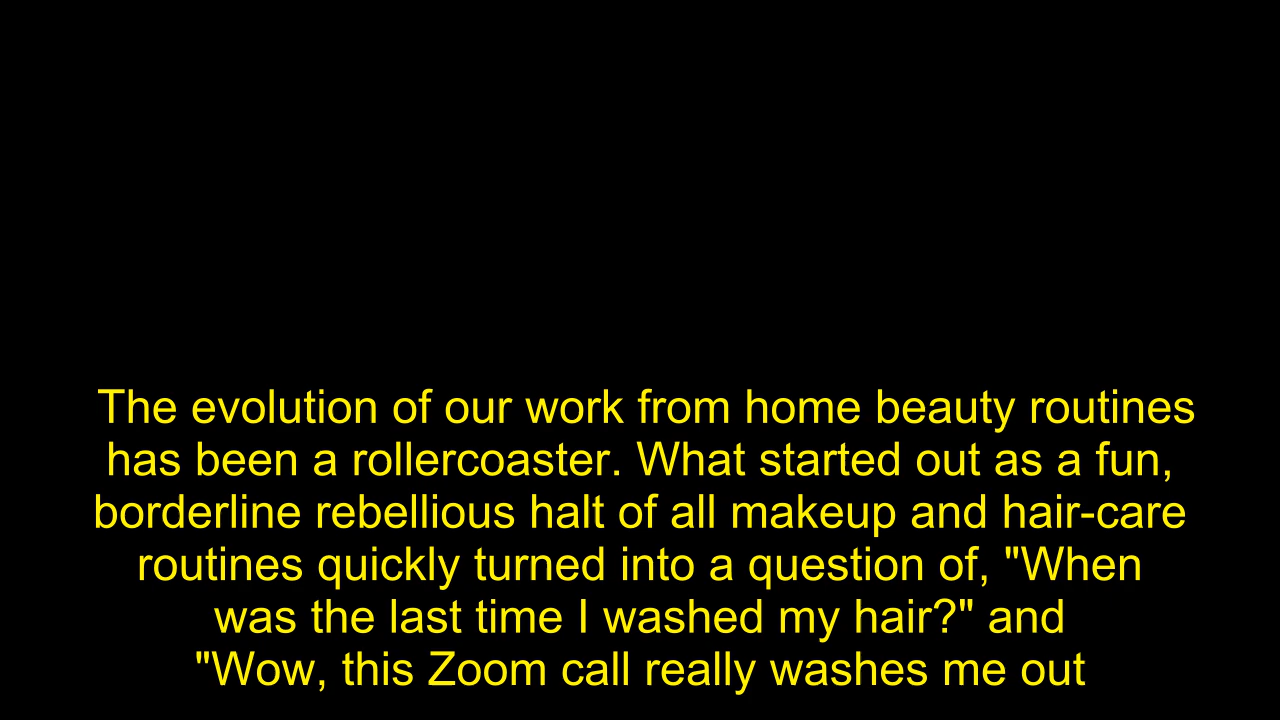 The evolution of our work from home beauty routines
has been a rollercoaster. What started out as a fun,
borderline rebellious halt of all makeup and hair-care
routines quickly turned into a question of, "When
was the last time I washed my hair?" and
"Wow, this Zoom call really washes me out